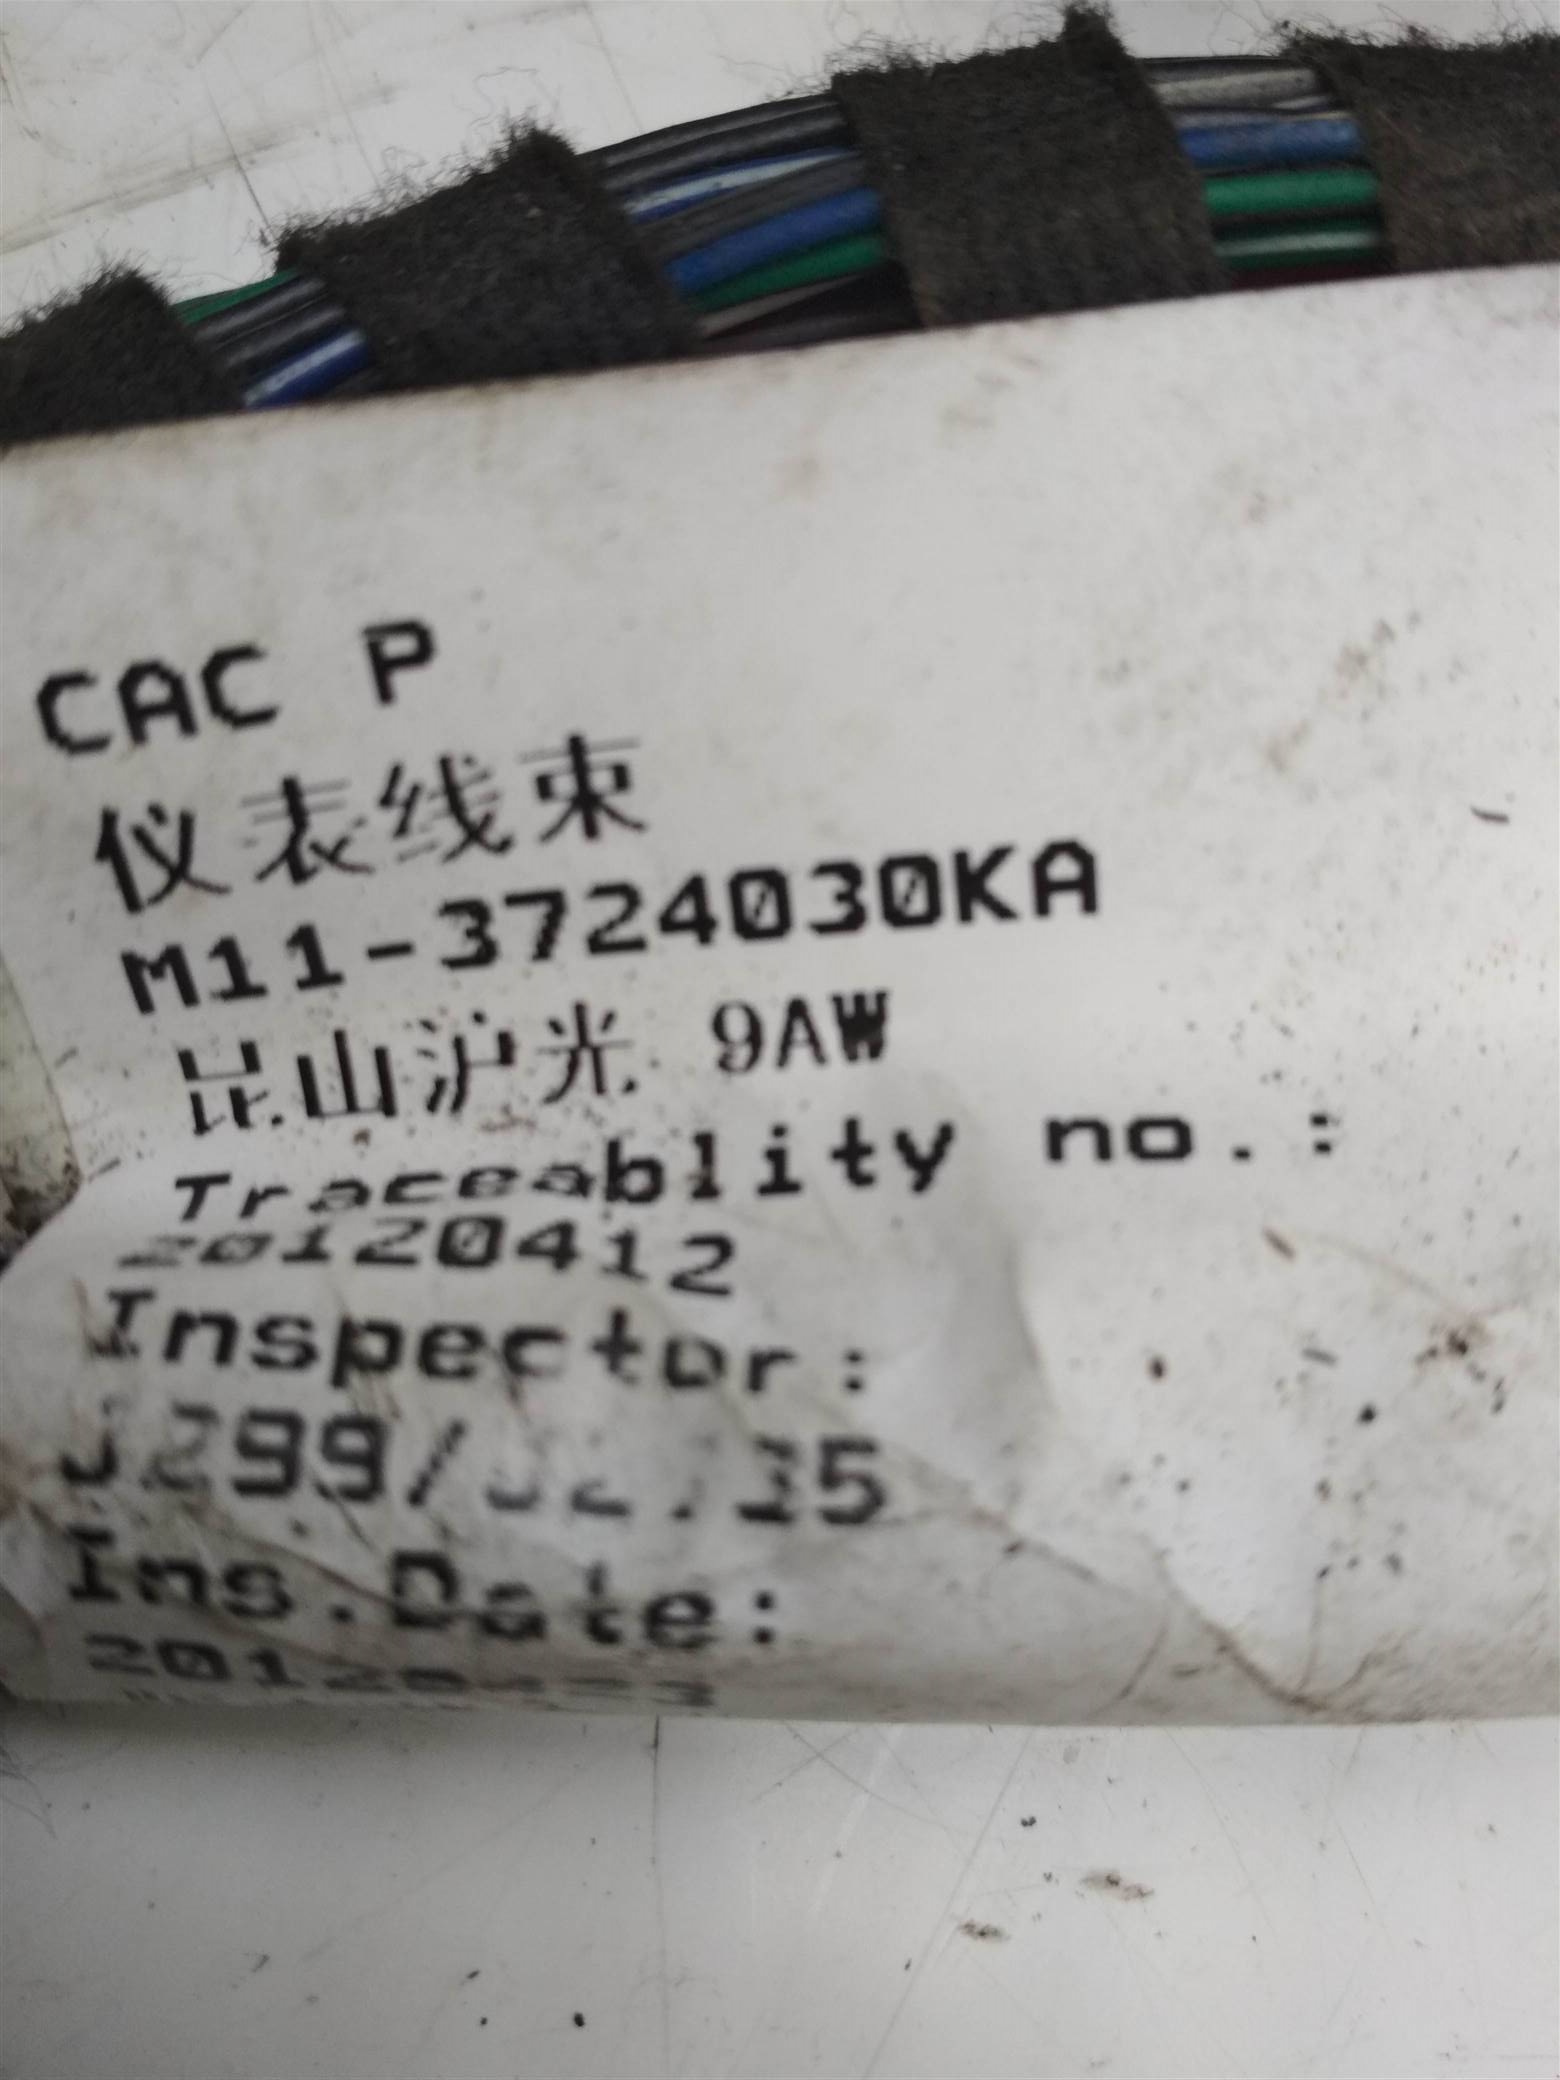 CAC P
仪表线束
M11-3724030KA
昆山沪光 9AW
Traceablity no.:
20120412
Inspector:
Ins.Date: